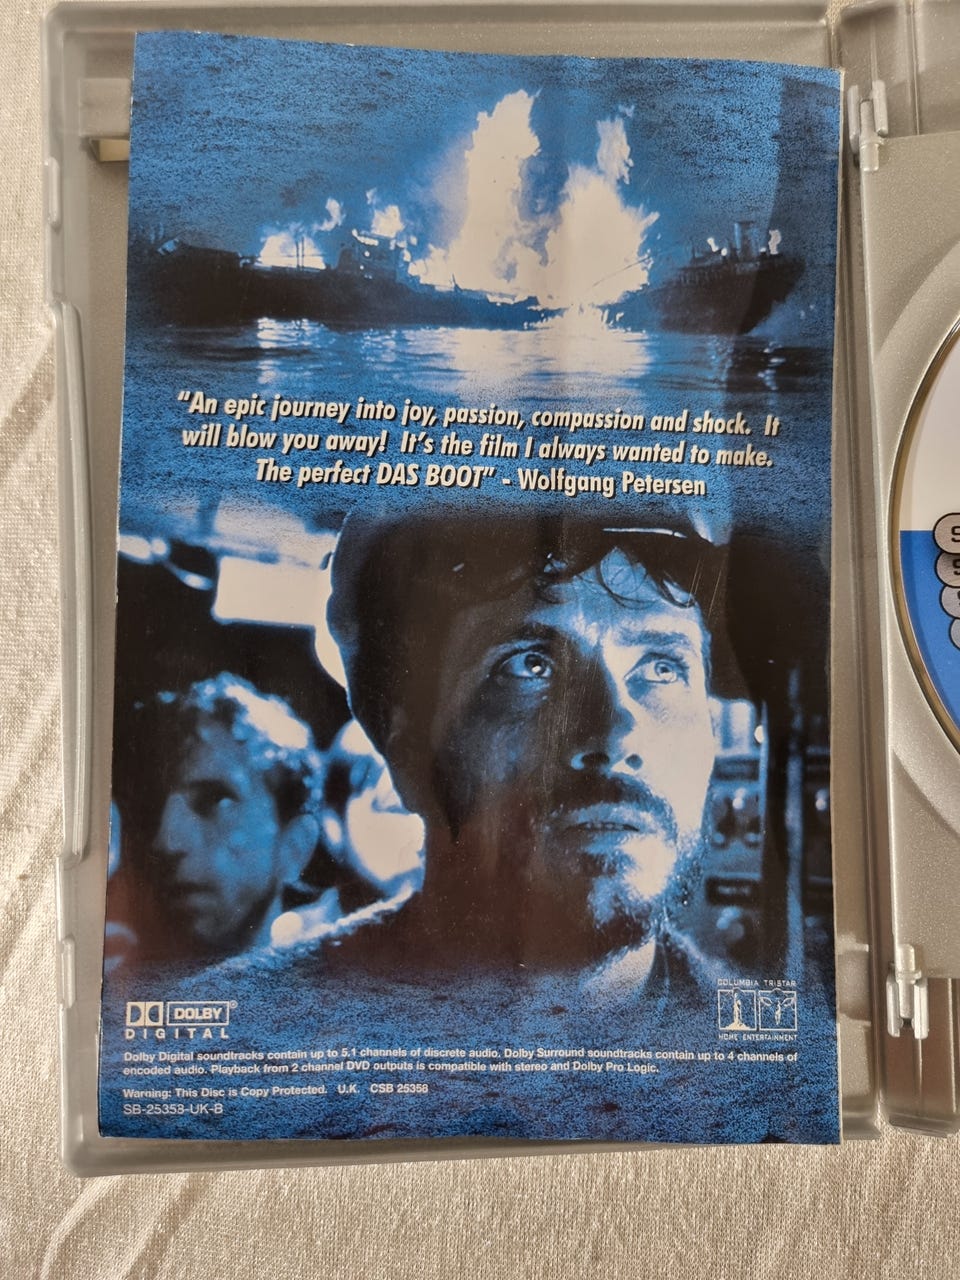 "An epic journey into joy, passion, compassion and shock. It
will blow you away! It's the film I always wanted to make.
The perfect DAS BOOT" - Wolfgang Petersen
DOLBY®
DIGITAL
COLUMBIA TRISTAR
HOME ENTERTAINMENT
Dolby Digital soundtracks contain up to 5.1 channels of discrete audio. Dolby Surround soundtracks contain up to 4 channels of
encoded audio. Playback from 2 channel DVD outputs is compatible with stereo and Dolby Pro Logic.
Warning: This Disc is Copy Protected. U.K. CSB 25358
SB-25353-UK-B